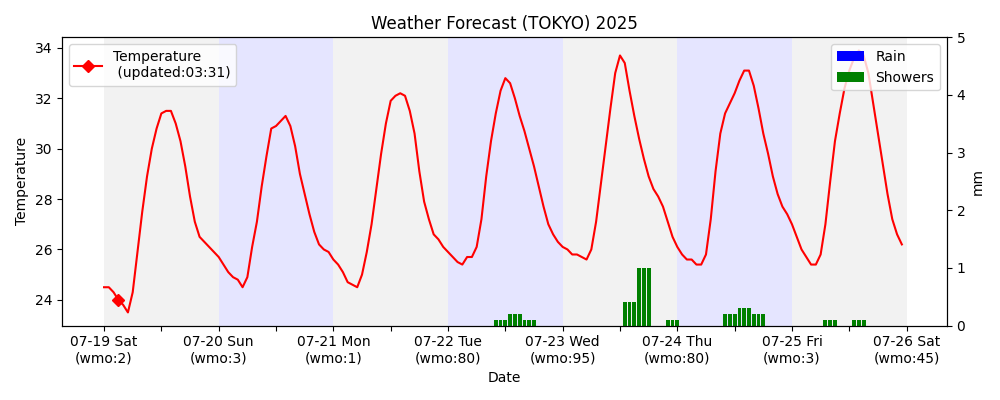 Weather Forecast (TOKYO) 2025
Temperature
(updated:03:31)
Rain
Showers
34
32
30
28
26
24
Temperature
5
4
3
2
1
0
mm
07-19 Sat
(wmo:2)
07-20 Sun
(wmo:3)
07-21 Mon
(wmo:1)
07-22 Tue
(wmo:80)
07-23 Wed
(wmo:95)
07-24 Thu
(wmo:80)
07-25 Fri
(wmo:3)
07-26 Sat
(wmo:45)
Date